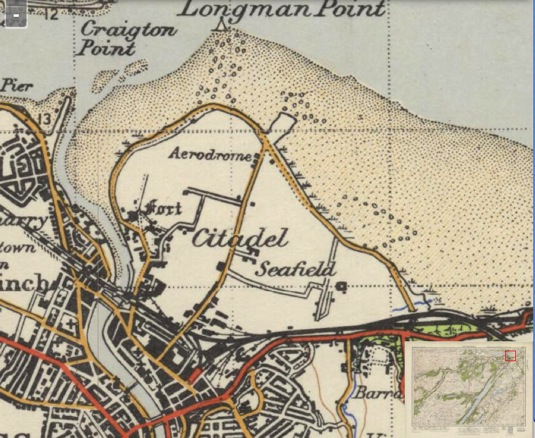 Longman Point
12
Craigton
Point
Pier
13
Aerodrome
Fort
Citadel
Seafield
Barra